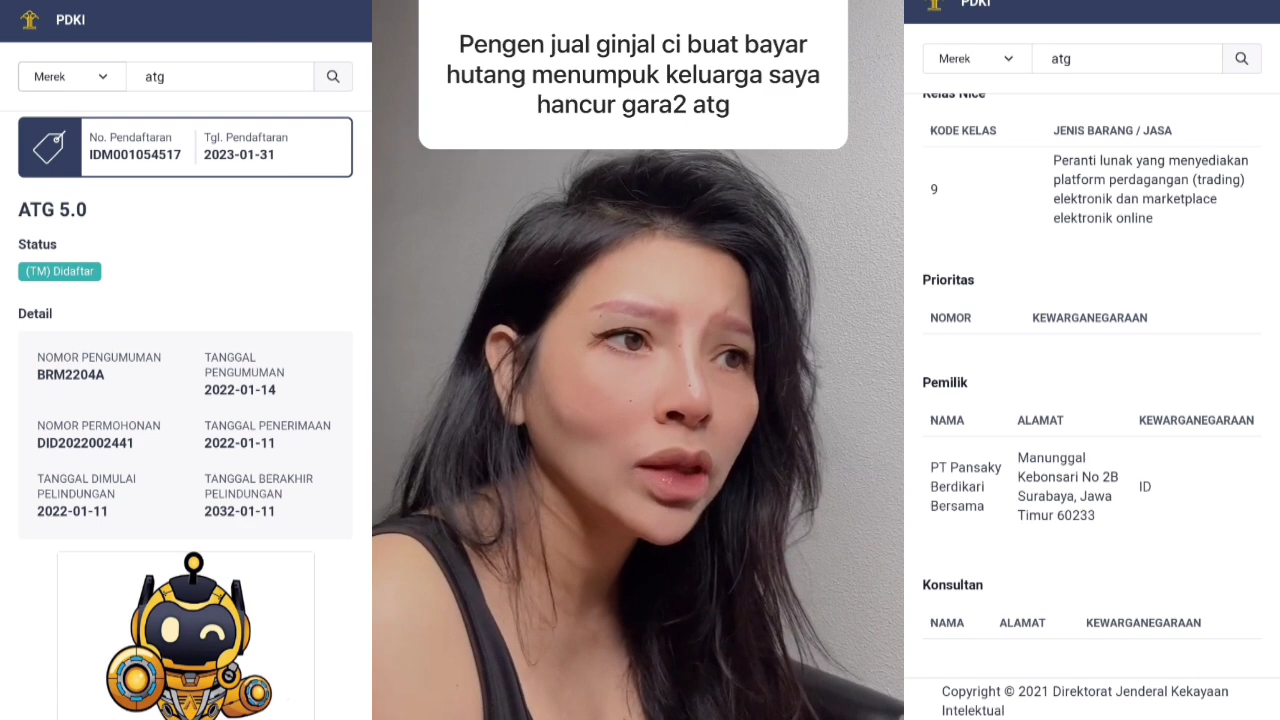 PDKI
Merek
atg
No. Pendaftaran
IDM001054517
Tgl. Pendaftaran
2023-01-31
ATG 5.0
Status
(TM) Didaftar
Detail
NOMOR PENGUMUMAN
BRM2204A
TANGGAL
PENGUMUMAN
2022-01-14
NOMOR PERMOHONAN
DID2022002441
TANGGAL PENERIMAAN
2022-01-11
TANGGAL DIMULAI
PELINDUNGAN
2022-01-11
TANGGAL BERAKHIR
PELINDUNGAN
2032-01-11
Pengen jual ginjal ci buat bayar
hutang menumpuk keluarga saya
hancur gara2 atg
PDKI
Merek
atg
Kelas Nice
KODE KELAS
JENIS BARANG / JASA
9
Peranti lunak yang menyediakan
platform perdagangan (trading)
elektronik dan marketplace
elektronik online
Prioritas
NOMOR
KEWARGANEGARAAN
Pemilik
NAMA
ALAMAT
KEWARGANEGARAAN
PT Pansaky
Berdikari
Bersama
Manunggal
Kebonsari No 2B
Surabaya, Jawa
Timur 60233
ID
Konsultan
NAMA
ALAMAT
KEWARGANEGARAAN
Copyright © 2021 Direktorat Jenderal Kekayaan
Intelektual